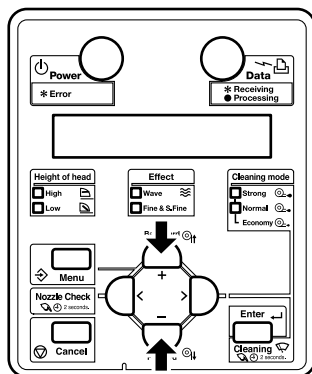 Power
Data
* Error
* Receiving
● Processing
Height of head
High
Low
Effect
Wave
Fine & S.Fine
Cleaning mode
Strong
Normal
Economy
Menu
+
< >
−
Nozzle Check
2 seconds.
Enter
Cancel
Cleaning
2 seconds.